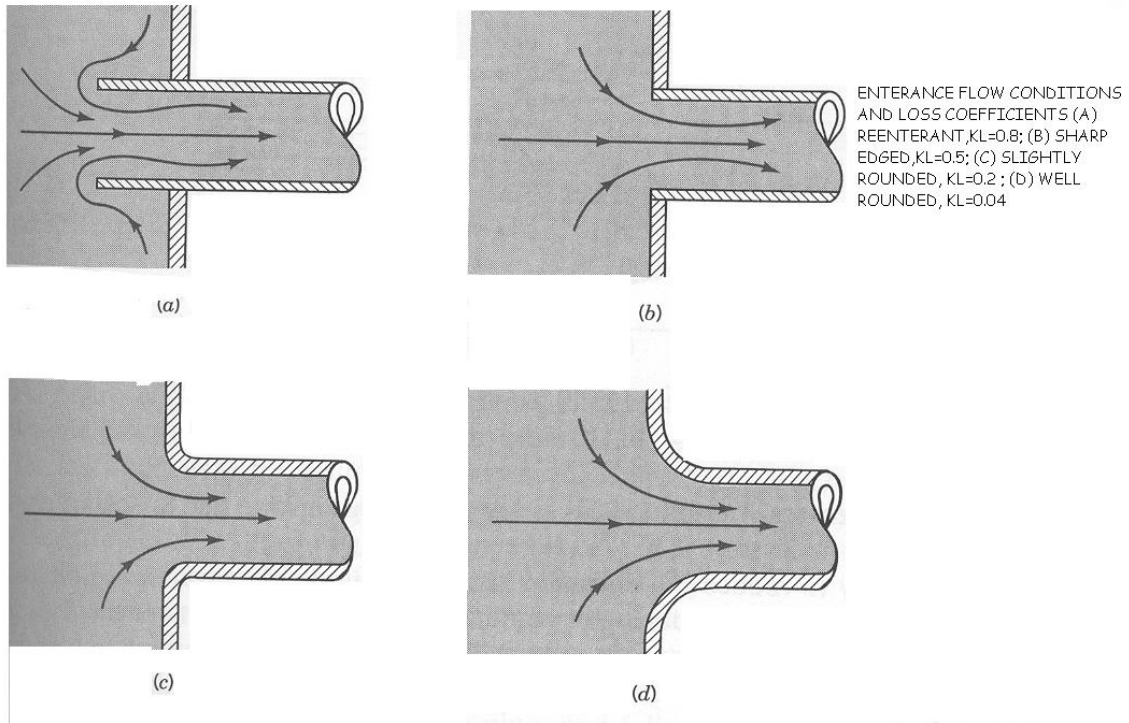 ENTERANCE FLOW CONDITIONS
AND LOSS COEFFICIENTS (A)
REENTERANT,KL=0.8; (B) SHARP
EDGED,KL=0.5; (C) SLIGHTLY
ROUNDED, KL=0.2 ; (D) WELL
ROUNDED, KL=0.04
(a)
(b)
(c)
(d)